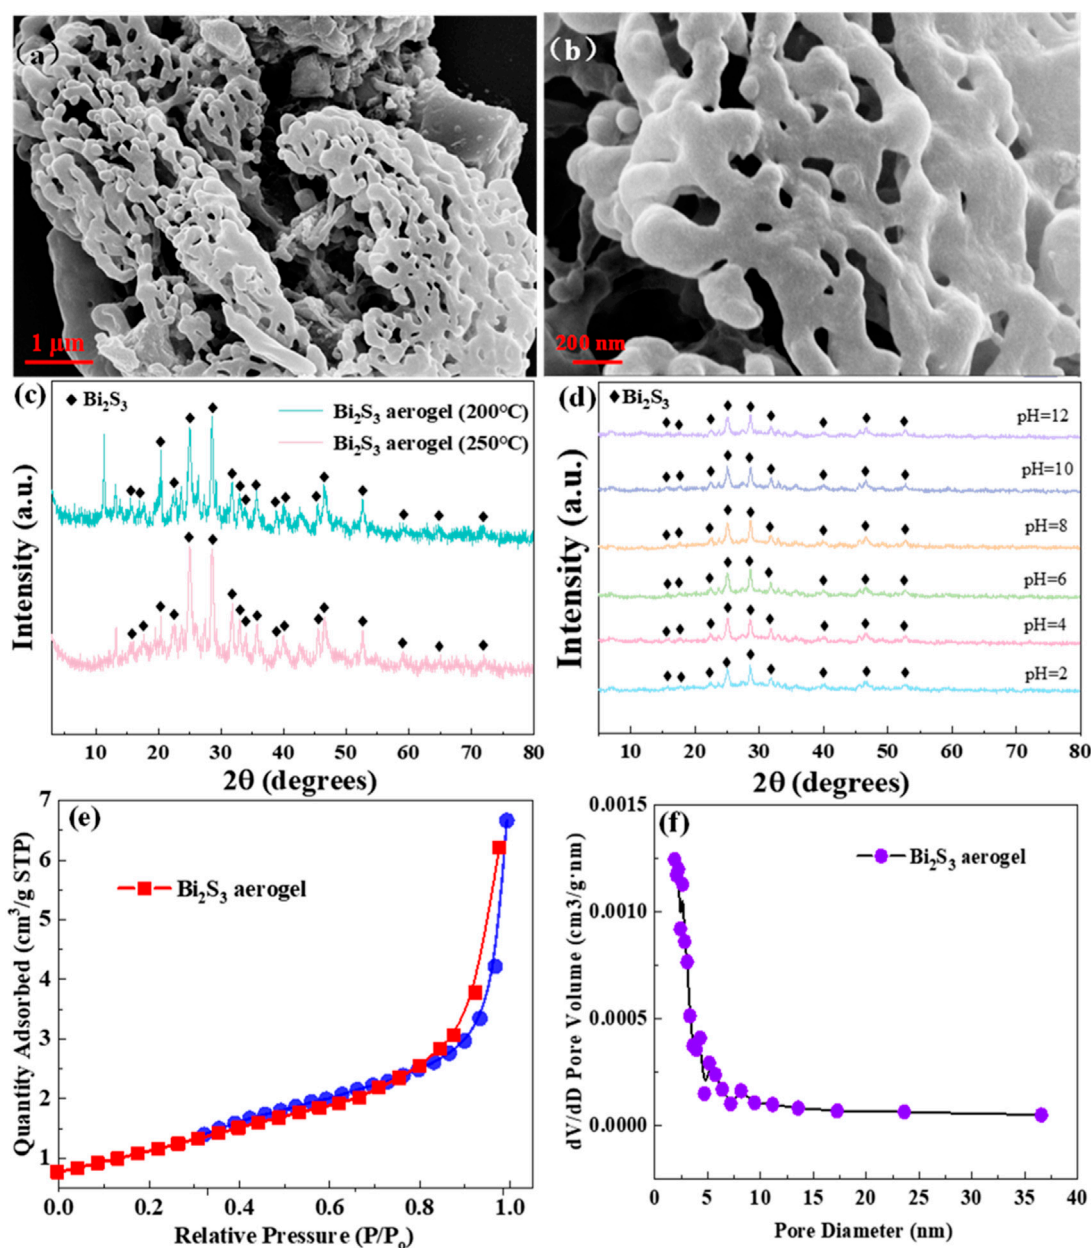 (a)
1 μm
(b)
200 nm
(c)
◆ Bi₂S₃
Bi₂S₃ aerogel (200°C)
Bi₂S₃ aerogel (250°C)
Intensity (a.u.)
10 20 30 40 50 60 70 80
2θ (degrees)
(d)
◆ Bi₂S₃
pH=12
pH=10
pH=8
pH=6
pH=4
pH=2
Intensity (a.u.)
10 20 30 40 50 60 70 80
2θ (degrees)
(e)
Bi₂S₃ aerogel
Quantity Adsorbed (cm³/g STP)
7
6
5
4
3
2
1
0.0 0.2 0.4 0.6 0.8 1.0
Relative Pressure (P/Pₒ)
(f)
Bi₂S₃ aerogel
dV/dD Pore Volume (cm3/g·nm)
0.0015
0.0010
0.0005
0.0000
0 5 10 15 20 25 30 35 40
Pore Diameter (nm)